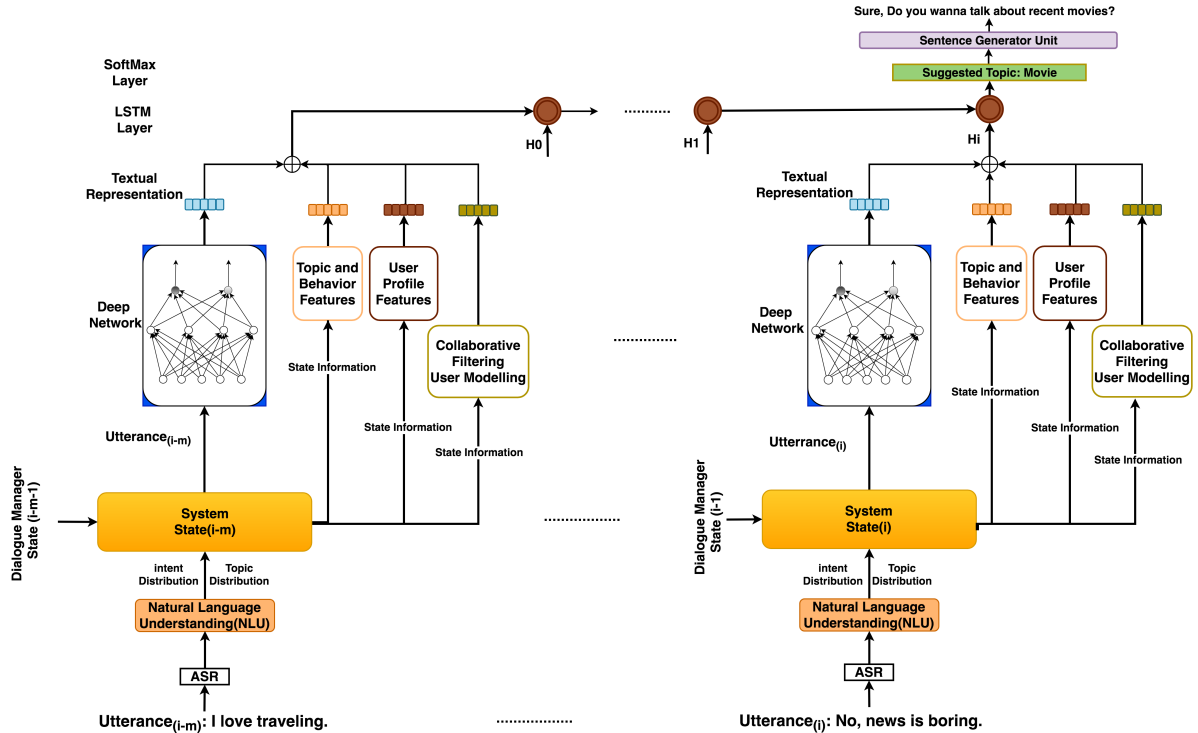 Sure, Do you wanna talk about recent movies?
Sentence Generator Unit
Suggested Topic: Movie
SoftMax
Layer
LSTM
Layer
H0
H1
Hi
Textual
Representation
Textual
Representation
Deep
Network
Topic and
Behavior
Features
User
Profile
Features
Collaborative
Filtering
User Modelling
Deep
Network
Topic and
Behavior
Features
User
Profile
Features
Collaborative
Filtering
User Modelling
State Information
State Information
State Information
State Information
State Information
State Information
Utterance(i-m)
Utterrance(i)
Dialogue Manager
State (i-m-1)
System
State(i-m)
Dialogue Manager
State (i-1)
System
State(i)
intent
Distribution
Topic
Distribution
intent
Distribution
Topic
Distribution
Natural Language
Understanding(NLU)
Natural Language
Understanding(NLU)
ASR
ASR
Utterance(i-m): I love traveling.
Utterance(i): No, news is boring.